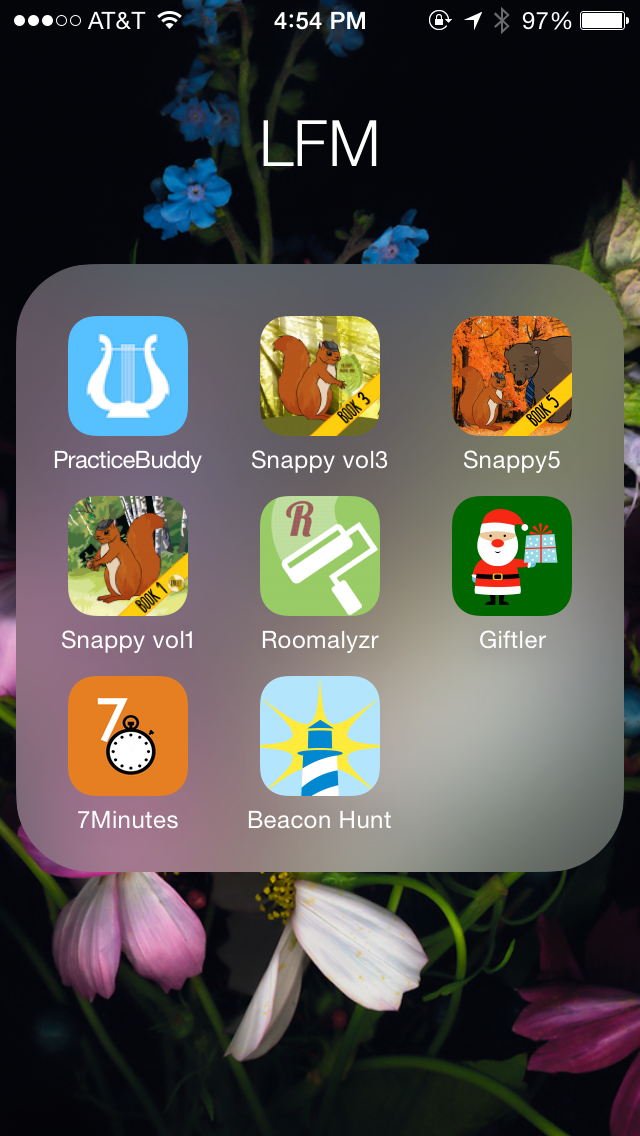 AT&T 4:54 PM 97%
LFM
BOOK 3
BOOK 5
PracticeBuddy Snappy vol3 Snappy5
BOOK 1
R
Snappy vol1 Roomalyzr Giftler
7
7Minutes Beacon Hunt